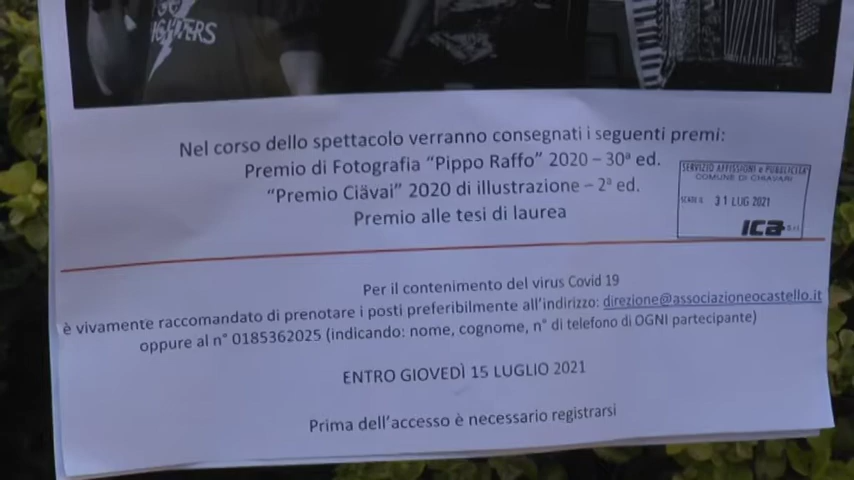 Nel corso dello spettacolo verranno consegnati i seguenti premi:
Premio di Fotografia “Pippo Raffo” 2020 – 30ª ed.
“Premio Ciävai” 2020 di illustrazione – 2ª ed.
Premio alle tesi di laurea
SERVIZIO AFFISSIONI e PUBBLICITA'
COMUNE DI CHIAVARI
SCADE IL 31 LUG 2021
ICA S.r.l.
Per il contenimento del virus Covid 19
è vivamente raccomandato di prenotare i posti preferibilmente all'indirizzo: direzione@associazioneocastello.it
oppure al n° 0185362025 (indicando: nome, cognome, n° di telefono di OGNI partecipante)
ENTRO GIOVEDÌ 15 LUGLIO 2021
Prima dell'accesso è necessario registrarsi